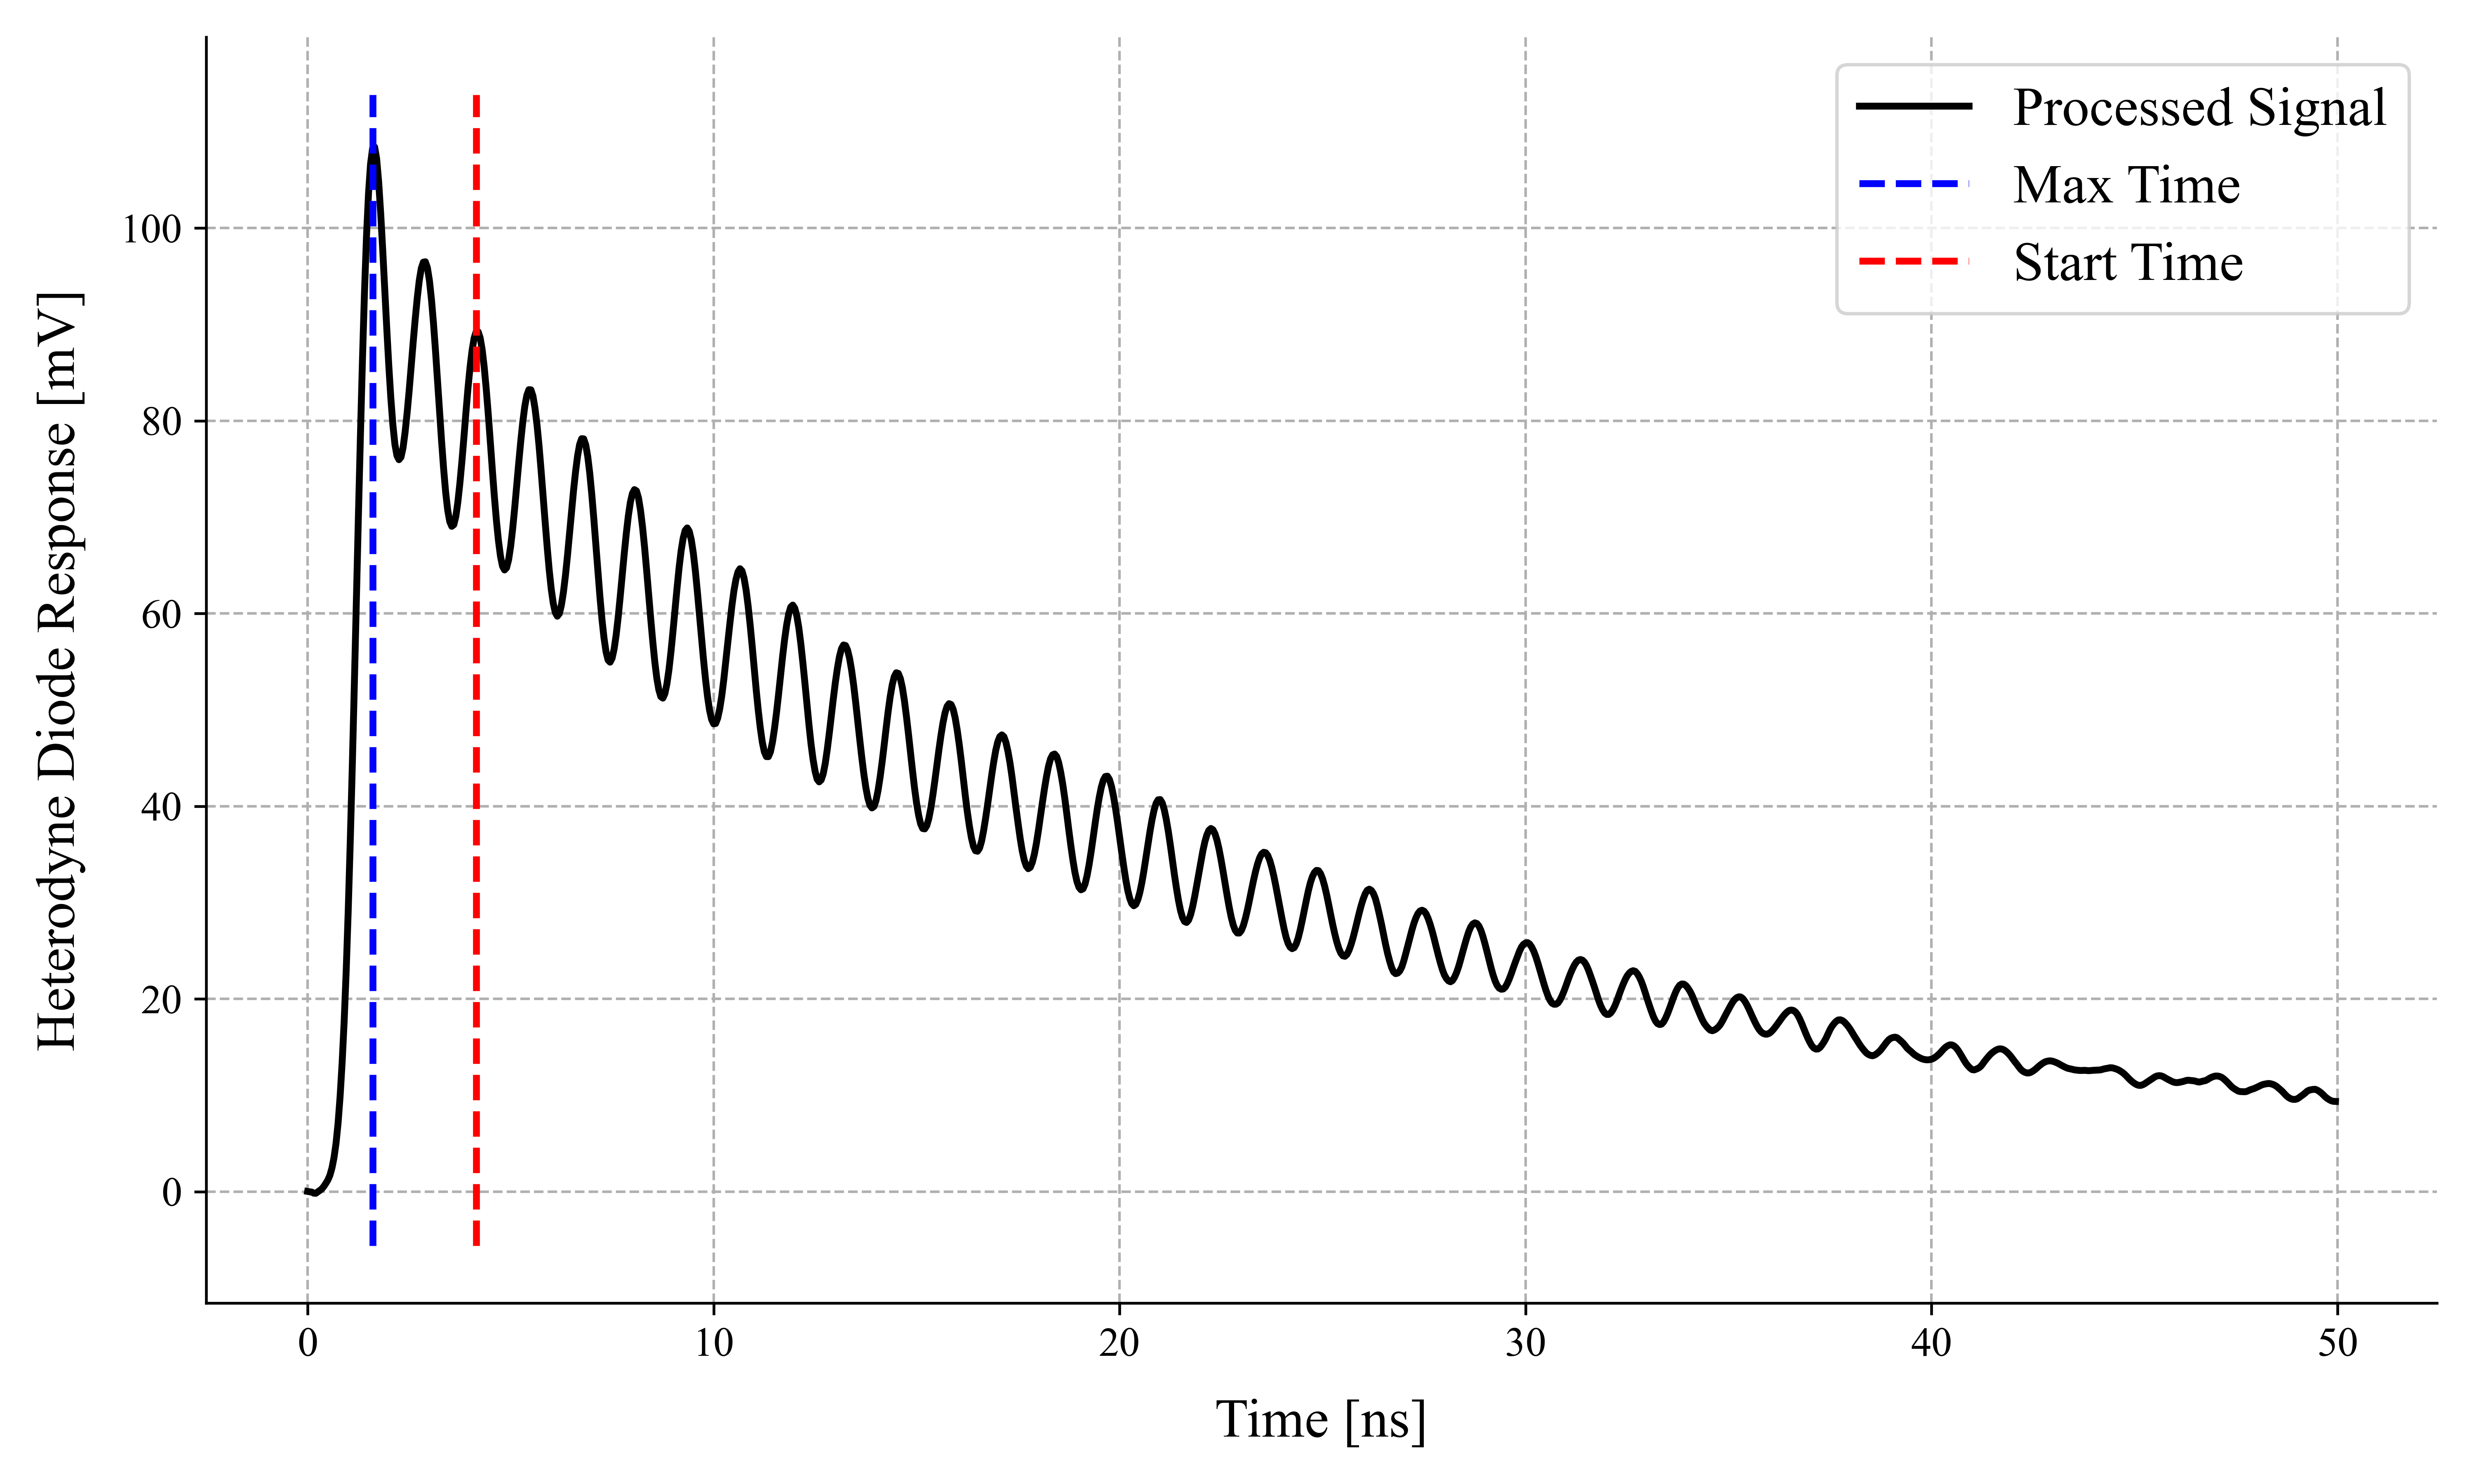 Processed Signal
Max Time
Start Time
Heterodyne Diode Response [mV]
100
80
60
40
20
0
0 10 20 30 40 50
Time [ns]